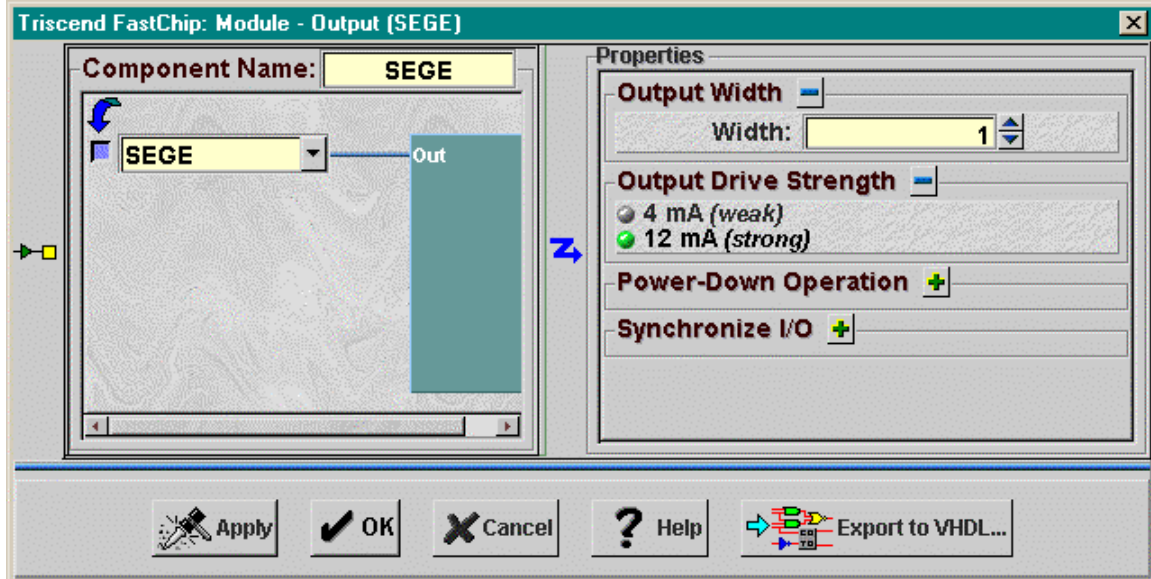 Triscend FastChip: Module - Output (SEGE)
Component Name: SEGE
SEGE
Out
Properties
Output Width
Width: 1
Output Drive Strength
4 mA (weak)
12 mA (strong)
Power-Down Operation
Synchronize I/O
Apply
OK
Cancel
Help
Export to VHDL...